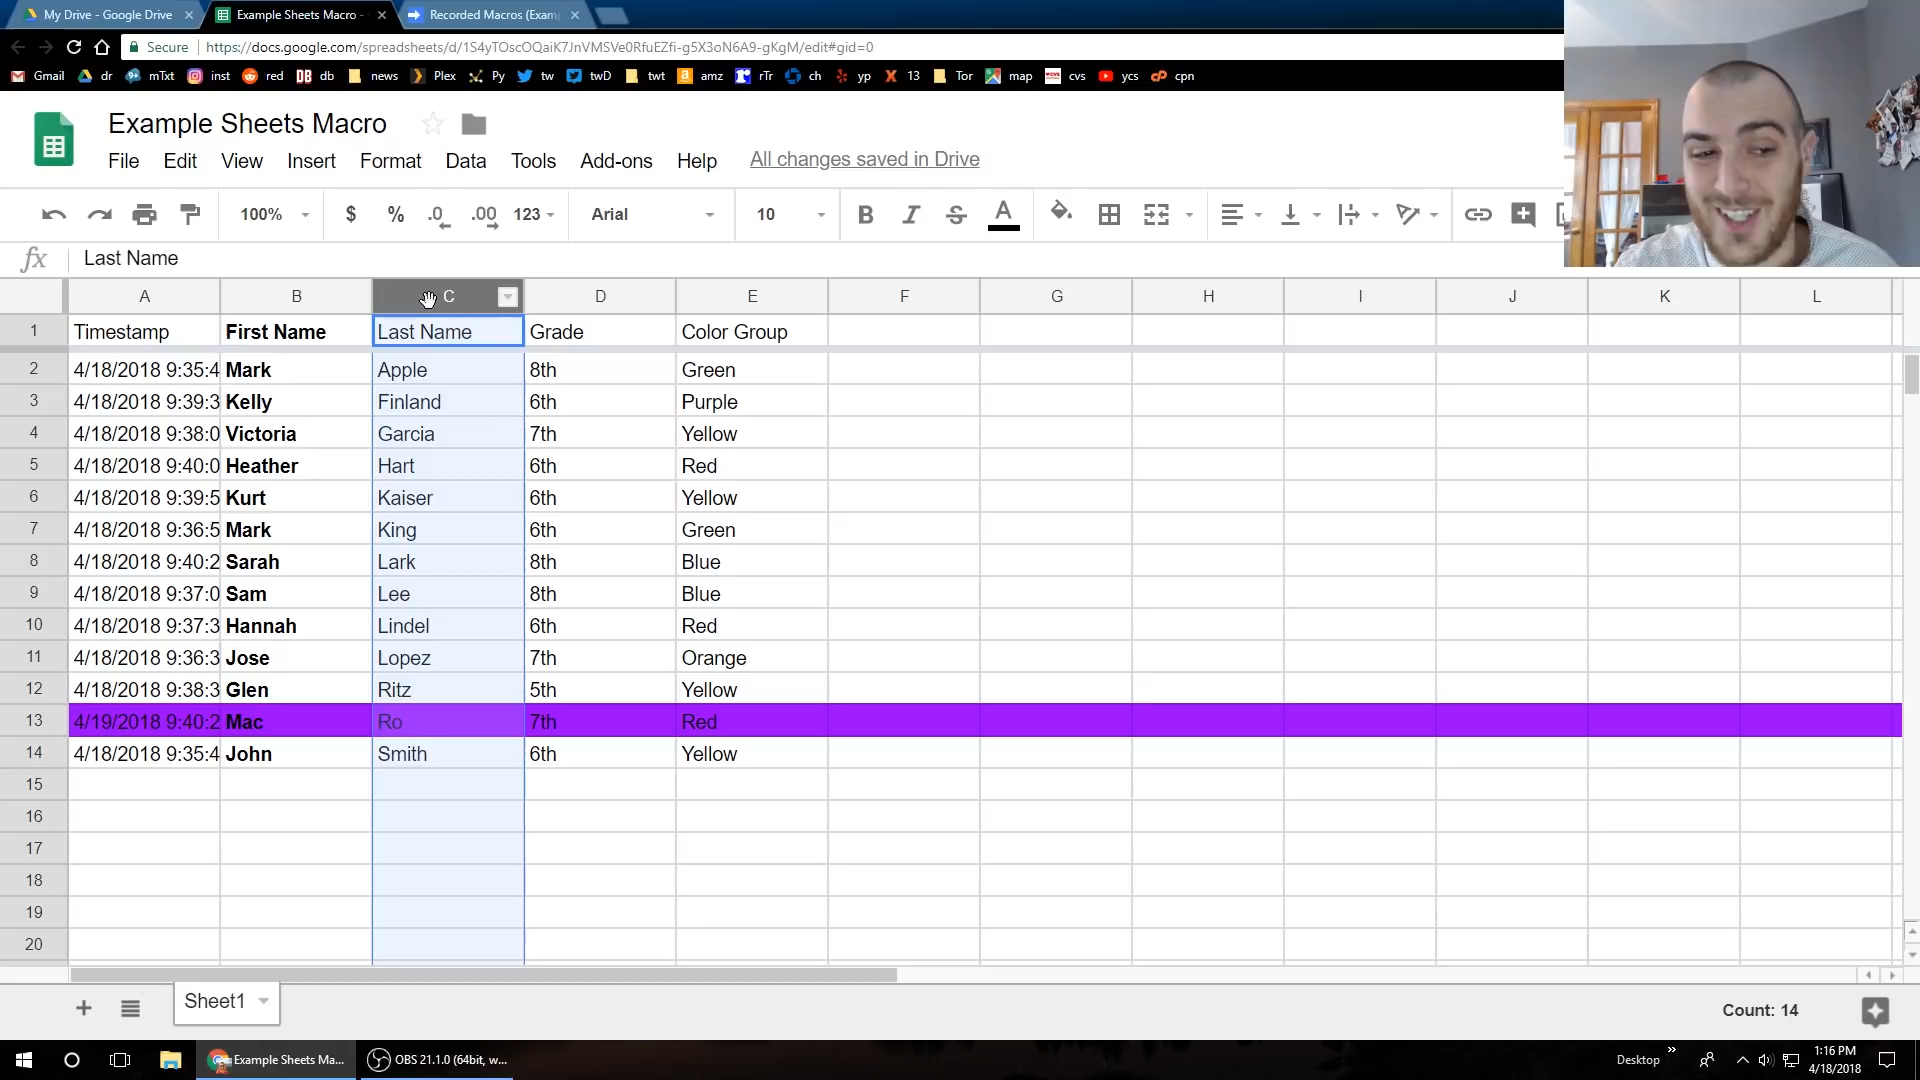 My Drive - Google Drive × Example Sheets Macro - × Recorded Macros (Exam ×
Secure https://docs.google.com/spreadsheets/d/1S4yTOscOQaiK7JnVMSVe0RfuEZfi-g5X3oN6A9-gKgM/edit#gid=0
Gmail dr mTxt inst red DB db news Plex Py tw twD twt amz rTr ch yp 13 Tor map cvs ycs cpn
Example Sheets Macro
File Edit View Insert Format Data Tools Add-ons Help All changes saved in Drive
100% $ % .0 .00 123 Arial 10 B I S A
fx Last Name
A B C D E F G H I J K L
1 Timestamp First Name Last Name Grade Color Group
2 4/18/2018 9:35:4 Mark Apple 8th Green
3 4/18/2018 9:39:3 Kelly Finland 6th Purple
4 4/18/2018 9:38:0 Victoria Garcia 7th Yellow
5 4/18/2018 9:40:0 Heather Hart 6th Red
6 4/18/2018 9:39:5 Kurt Kaiser 6th Yellow
7 4/18/2018 9:36:5 Mark King 6th Green
8 4/18/2018 9:40:2 Sarah Lark 8th Blue
9 4/18/2018 9:37:0 Sam Lee 8th Blue
10 4/18/2018 9:37:3 Hannah Lindel 6th Red
11 4/18/2018 9:36:3 Jose Lopez 7th Orange
12 4/18/2018 9:38:3 Glen Ritz 5th Yellow
13 4/19/2018 9:40:2 Mac Ro 7th Red
14 4/18/2018 9:35:4 John Smith 6th Yellow
15
16
17
18
19
20
Sheet1 Count: 14
Example Sheets Ma... OBS 21.1.0 (64bit, w... Desktop » 1:16 PM
4/18/2018